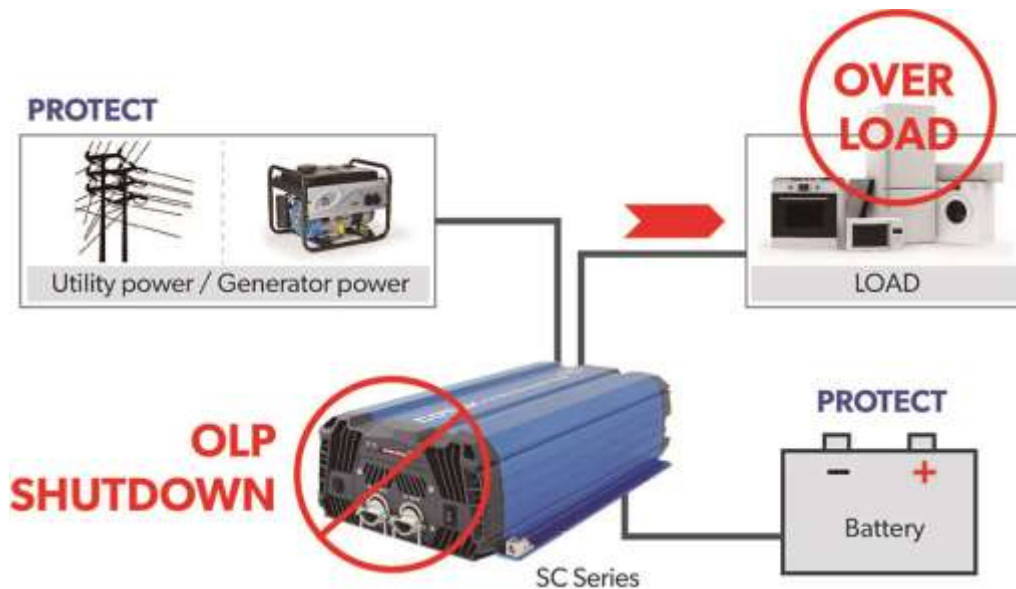 PROTECT
OVER
LOAD
Utility power / Generator power
LOAD
OLP
SHUTDOWN
PROTECT
- +
Battery
SC Series